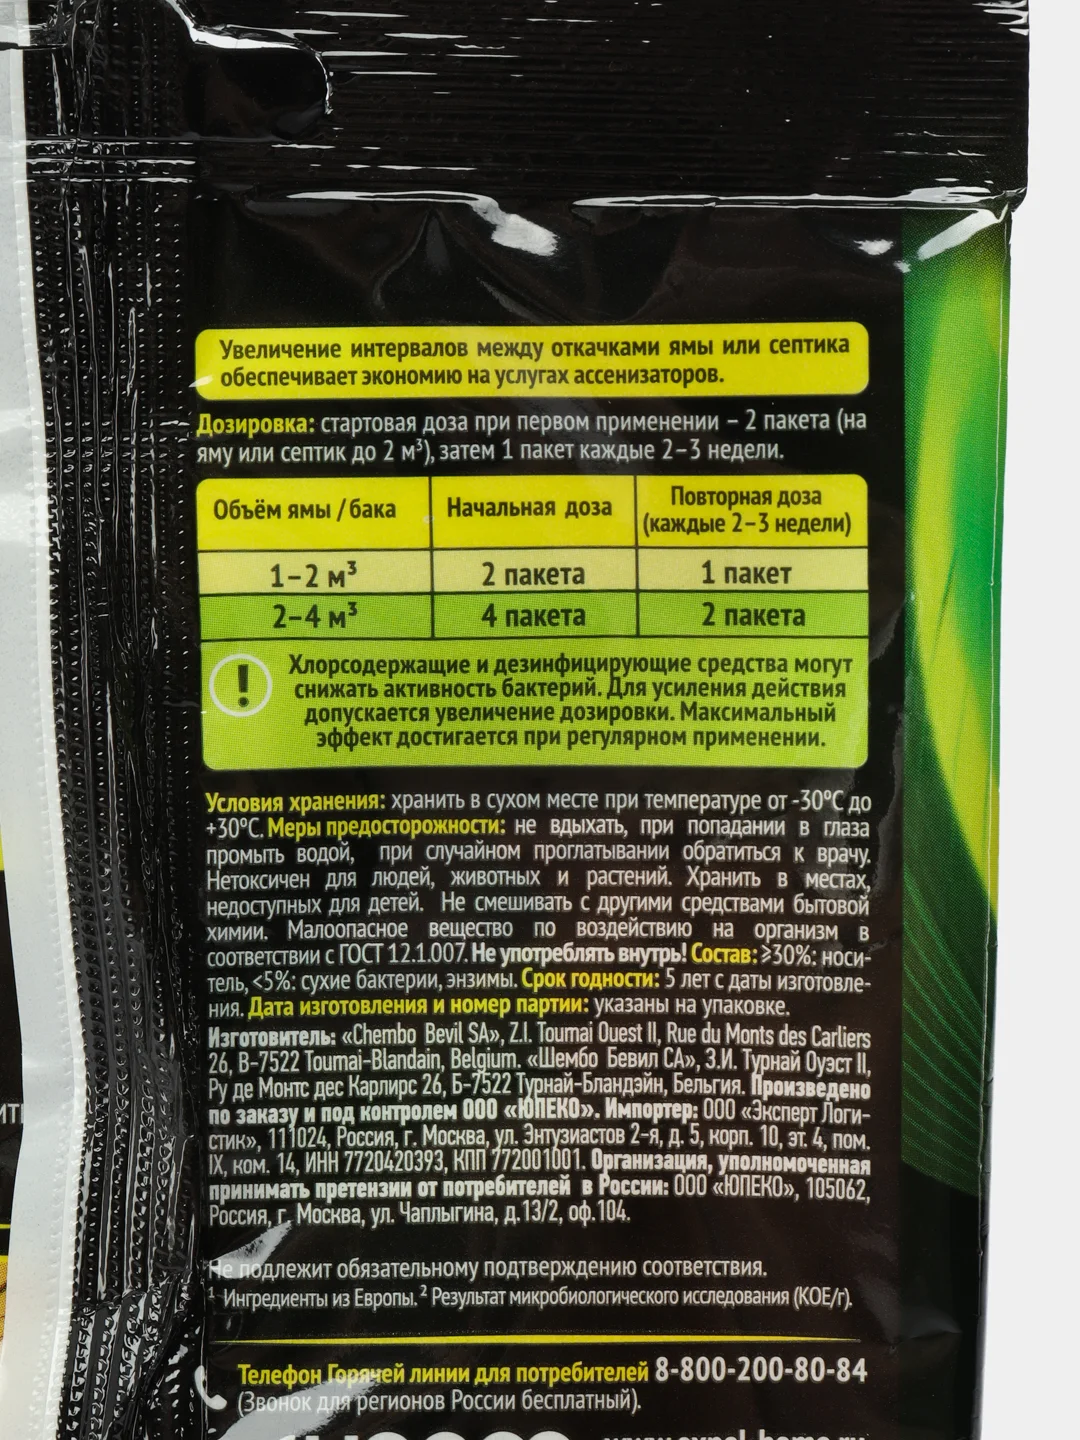 Увеличение интервалов между откачками ямы или септика
обеспечивает экономию на услугах ассенизаторов.
Дозировка: стартовая доза при первом применении – 2 пакета (на
яму или септик до 2 м³), затем 1 пакет каждые 2–3 недели.
Объём ямы / бака
Начальная доза
Повторная доза
(каждые 2–3 недели)
1–2 м³
2 пакета
1 пакет
2–4 м³
4 пакета
2 пакета
Хлорсодержащие и дезинфицирующие средства могут
снижать активность бактерий. Для усиления действия
допускается увеличение дозировки. Максимальный
эффект достигается при регулярном применении.
Условия хранения: хранить в сухом месте при температуре от -30ºС до
+30ºС. Меры предосторожности: не вдыхать, при попадании в глаза
промыть водой, при случайном проглатывании обратиться к врачу.
Нетоксичен для людей, животных и растений. Хранить в местах,
недоступных для детей. Не смешивать с другими средствами бытовой
химии. Малоопасное вещество по воздействию на организм в
соответствии с ГОСТ 12.1.007. Не употреблять внутрь! Состав: ≥30%: носи-
тель, <5%: сухие бактерии, энзимы. Срок годности: 5 лет с даты изготовле-
ния. Дата изготовления и номер партии: указаны на упаковке.
Изготовитель: «Chembo Bevil SA», Z.I. Tournai Ouest II, Rue du Monts des Carliers
26, B-7522 Tournai-Blandain, Belgium. «Шембо Бевил СА», З.И. Турнай Оуэст II,
Ру де Монтс дес Карлирс 26, Б-7522 Турнай-Бландэйн, Бельгия. Произведено
по заказу и под контролем ООО «ЮПЕКО». Импортер: ООО «Эксперт Логи-
стик», 111024, Россия, г. Москва, ул. Энтузиастов 2-я, д. 5, корп. 10, эт. 4, пом.
IX, ком. 14, ИНН 7720420393, КПП 772001001. Организация, уполномоченная
принимать претензии от потребителей в России: ООО «ЮПЕКО», 105062,
Россия, г. Москва, ул. Чаплыгина, д.13/2, оф.104.
Не подлежит обязательному подтверждению соответствия.
¹ Ингредиенты из Европы. ² Результат микробиологического исследования (КОЕ/г).
Телефон Горячей линии для потребителей 8-800-200-80-84
(Звонок для регионов России бесплатный).
www.expel-home.ru